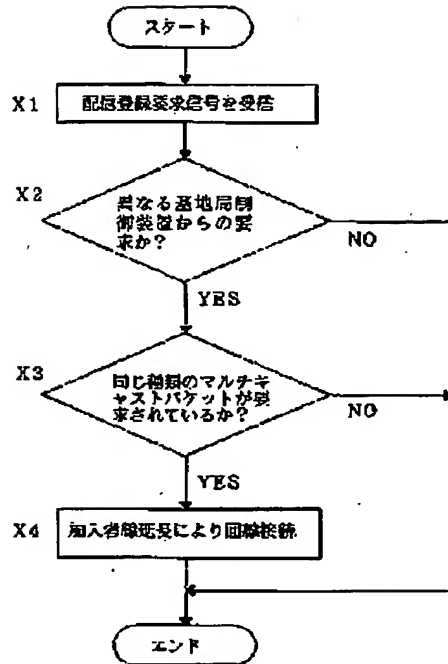 スタート
X1
配信登録要求信号を受信
X2
異なる基地局制
御装置からの要
求か？
NO
YES
X3
同じ種類のマルチキ
ャストパケットが要
求されているか？
NO
YES
X4
加入者線延長により回線接続
エンド